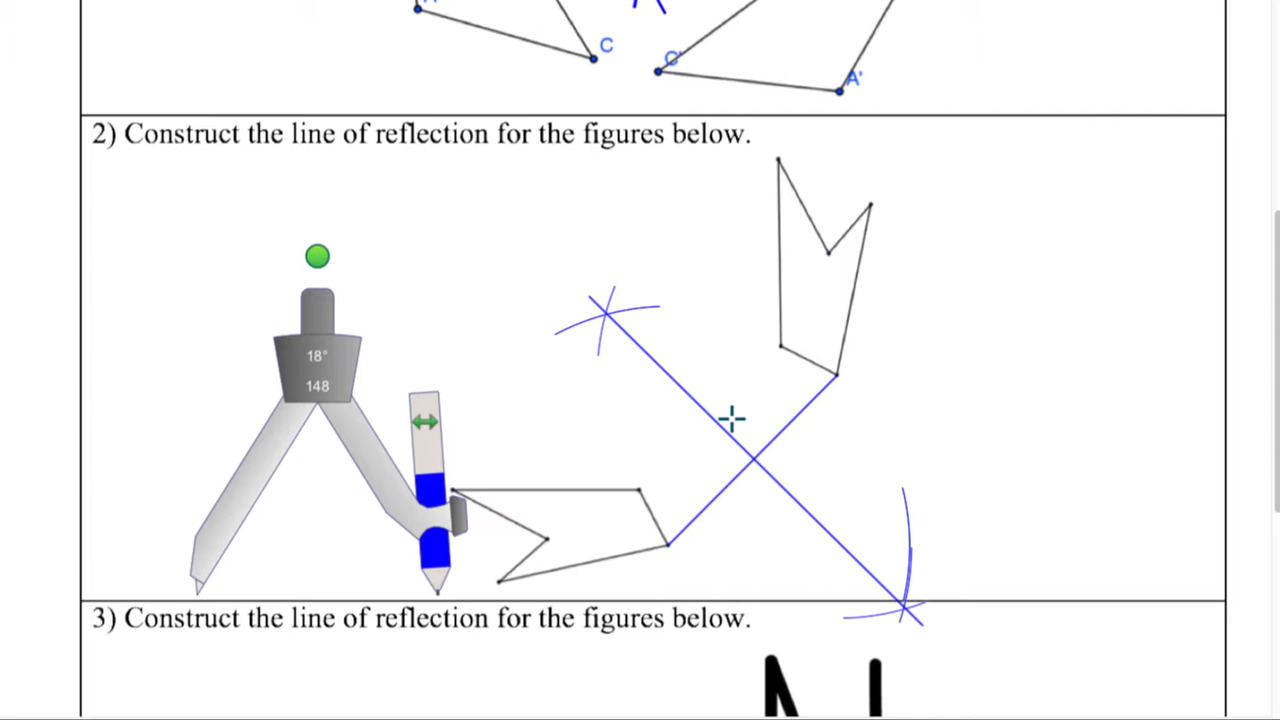 A'
C
C'
A'
2) Construct the line of reflection for the figures below.
18°
148
3) Construct the line of reflection for the figures below.